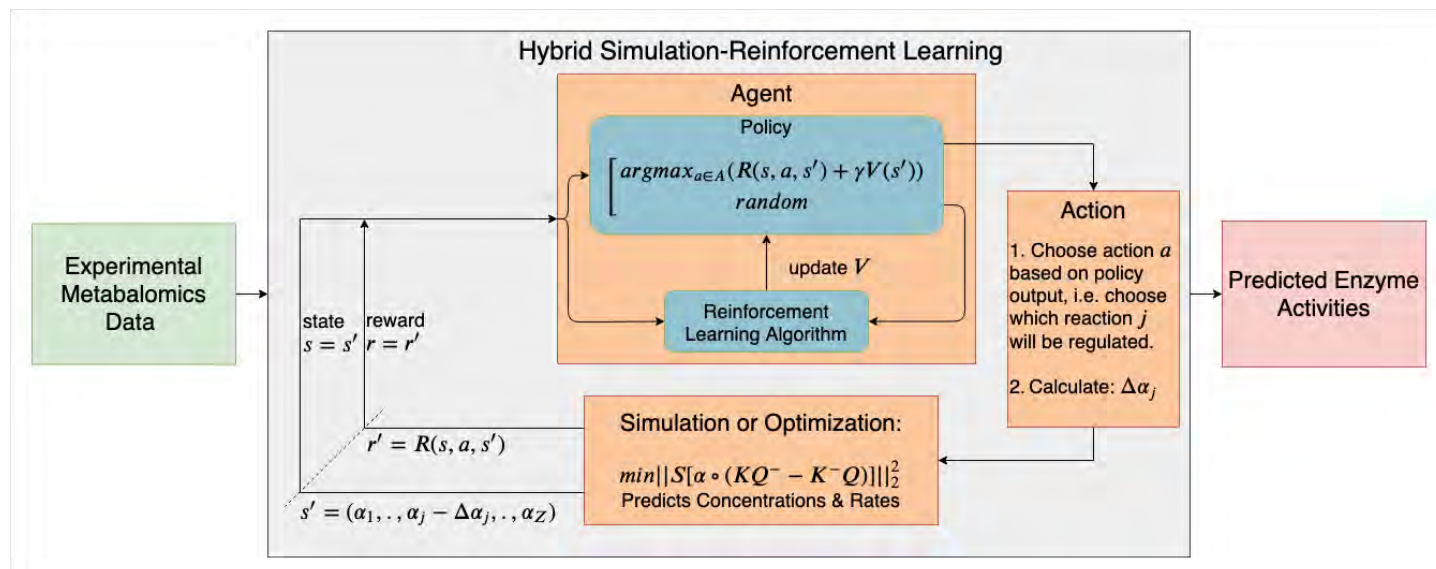 Hybrid Simulation-Reinforcement Learning
Agent
Policy
argmax_{a∈A}(R(s, a, s′) + γV(s′))
random
update V
Reinforcement
Learning Algorithm
Action
1. Choose action a
based on policy
output, i.e. choose
which reaction j
will be regulated.
2. Calculate: Δα_j
Experimental
Metabalomics
Data
state
s = s′
reward
r = r′
Predicted Enzyme
Activities
Simulation or Optimization:
min||S[α∘(KQ⁻ − K⁻Q)]||₂²
Predicts Concentrations & Rates
r′ = R(s, a, s′)
s′ = (α₁, . , α_j − Δα_j, . , α_Z)